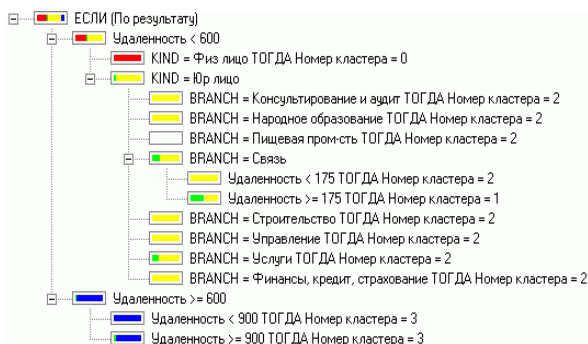 ЕСЛИ (По результату)
Удаленность < 600
KIND = Физ лицо ТОГДА Номер кластера = 0
KIND = Юр лицо
BRANCH = Консультирование и аудит ТОГДА Номер кластера = 2
BRANCH = Народное образование ТОГДА Номер кластера = 2
BRANCH = Пищевая пром-сть ТОГДА Номер кластера = 2
BRANCH = Связь
Удаленность < 175 ТОГДА Номер кластера = 2
Удаленность >= 175 ТОГДА Номер кластера = 1
BRANCH = Строительство ТОГДА Номер кластера = 2
BRANCH = Управление ТОГДА Номер кластера = 2
BRANCH = Услуги ТОГДА Номер кластера = 2
BRANCH = Финансы, кредит, страхование ТОГДА Номер кластера = 2
Удаленность >= 600
Удаленность < 900 ТОГДА Номер кластера = 3
Удаленность >= 900 ТОГДА Номер кластера = 3